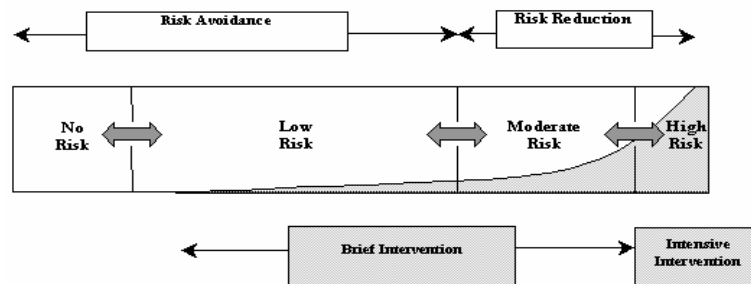 Risk Avoidance
Risk Reduction
No
Risk
Low
Risk
Moderate
Risk
High
Risk
Brief Intervention
Intensive
Intervention